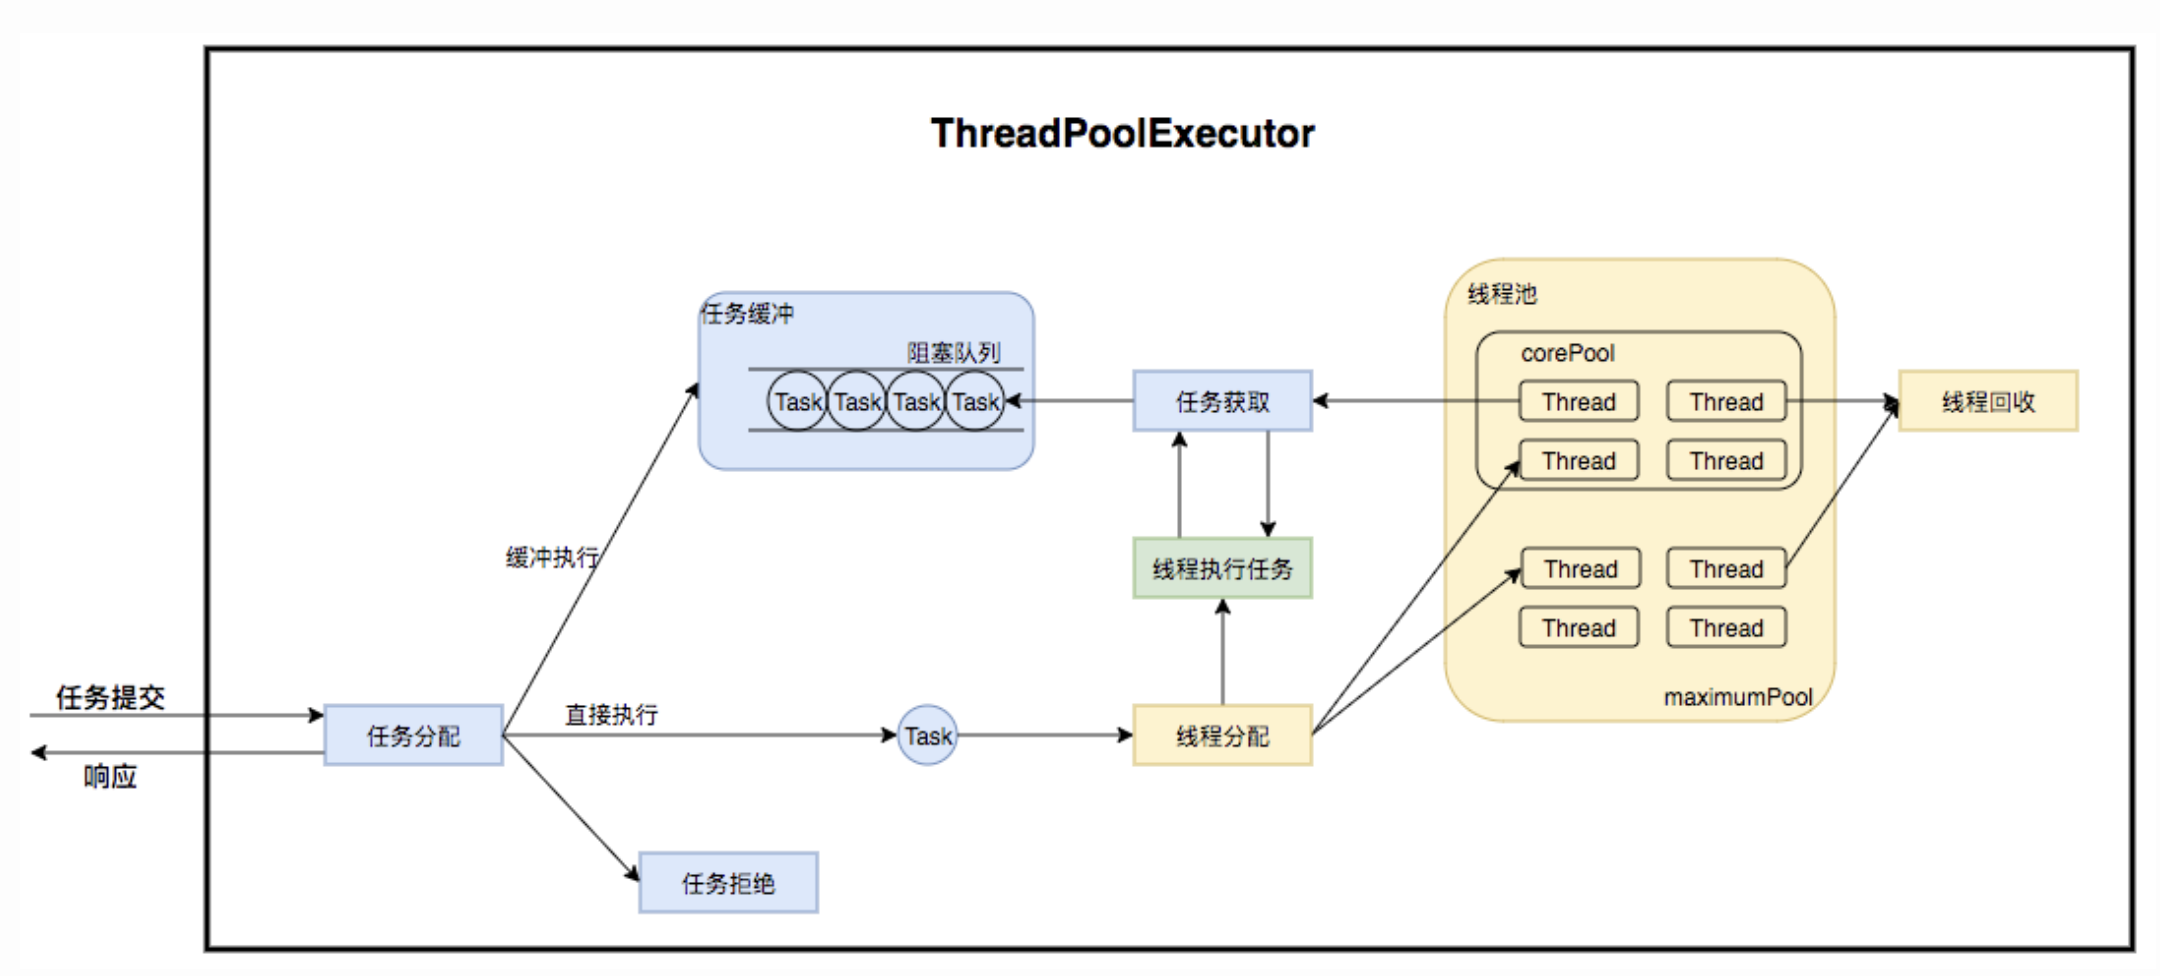 ThreadPoolExecutor
线程池
任务缓冲
阻塞队列
corePool
Task Task Task Task
任务获取
Thread Thread
线程回收
Thread Thread
缓冲执行
线程执行任务
Thread Thread
Thread Thread
maximumPool
任务提交
直接执行
任务分配
Task
线程分配
响应
任务拒绝